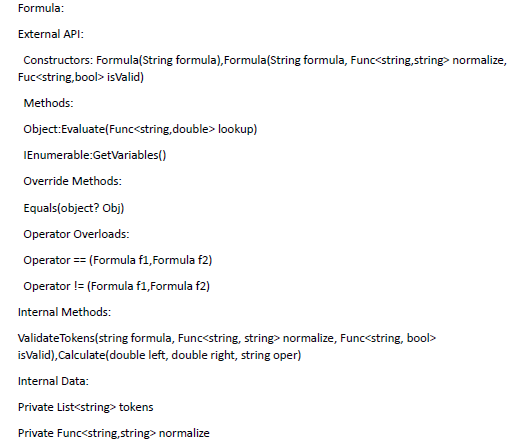 Formula:
External API:
Constructors: Formula(String formula),Formula(String formula, Func<string,string> normalize,
Fuc<string,bool> isValid)
Methods:
Object:Evaluate(Func<string,double> lookup)
IEnumerable:GetVariables()
Override Methods:
Equals(object? Obj)
Operator Overloads:
Operator == (Formula f1,Formula f2)
Operator != (Formula f1,Formula f2)
Internal Methods:
ValidateTokens(string formula, Func<string, string> normalize, Func<string, bool>
isValid),Calculate(double left, double right, string oper)
Internal Data:
Private List<string> tokens
Private Func<string,string> normalize